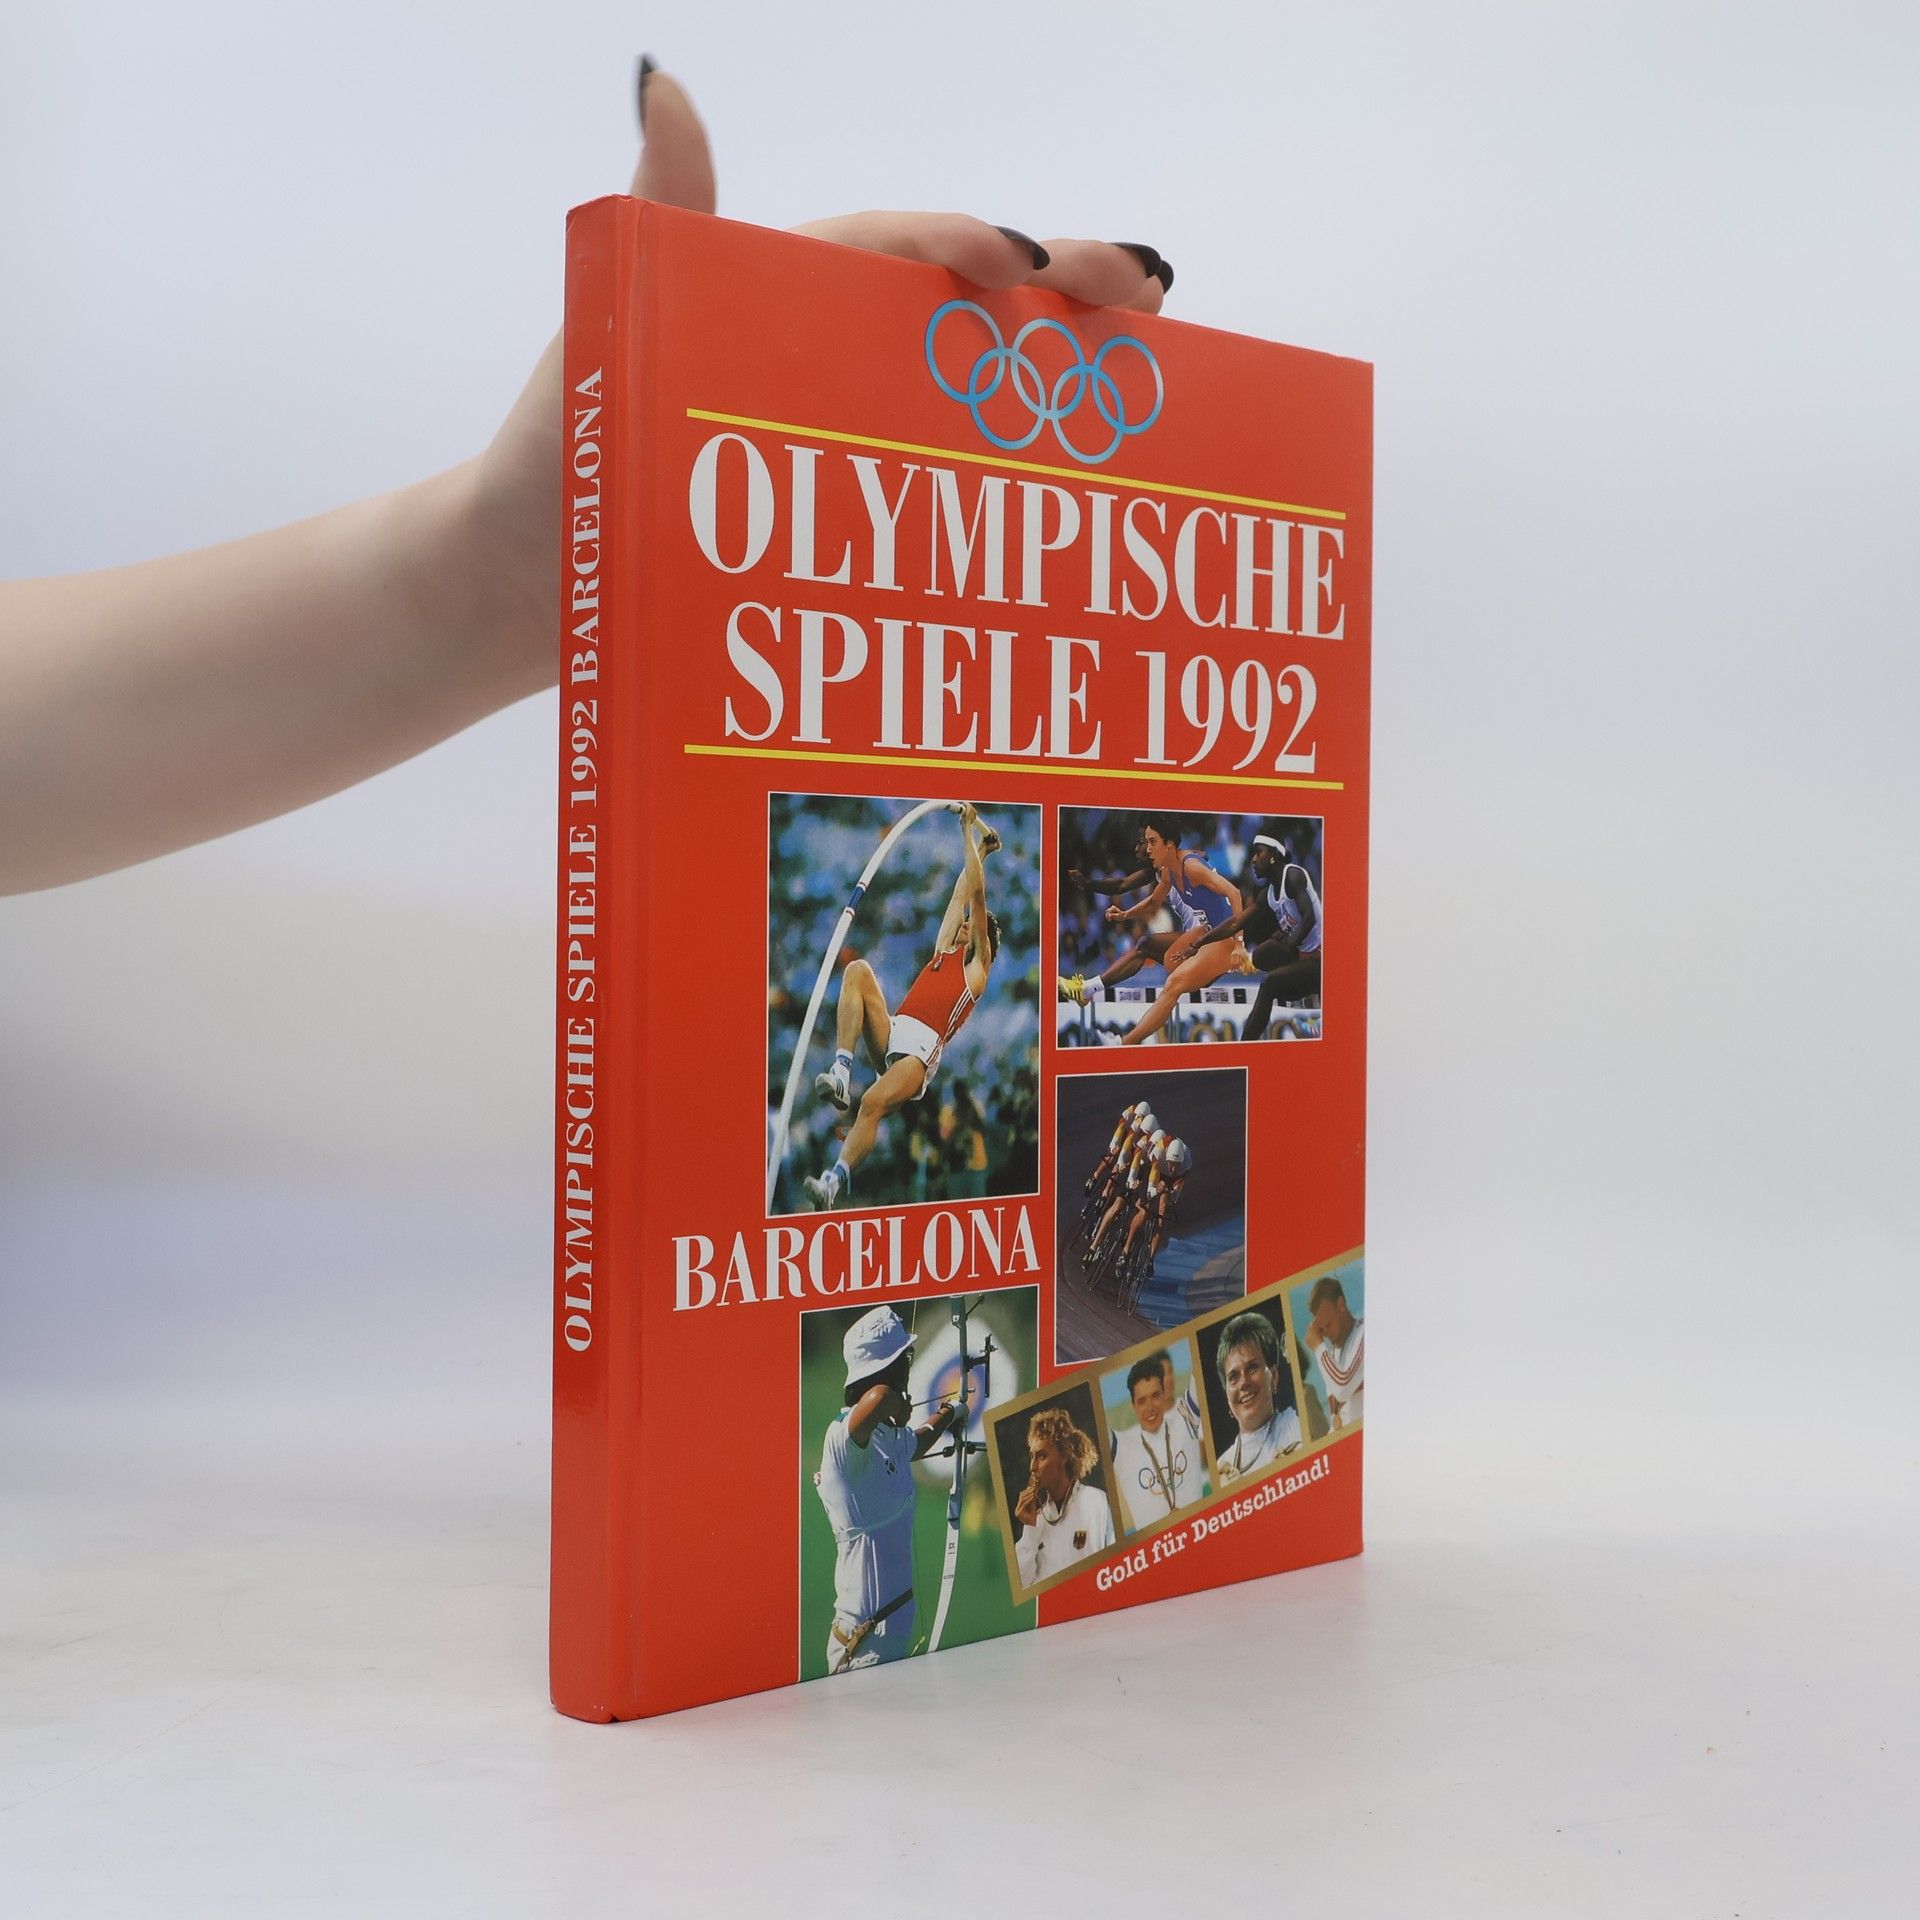 OLYMPISCHE SPIELE 1992 BARCELONA
OLYMPISCHE
SPIELE 1992
BARCELONA
Gold für Deutschland!